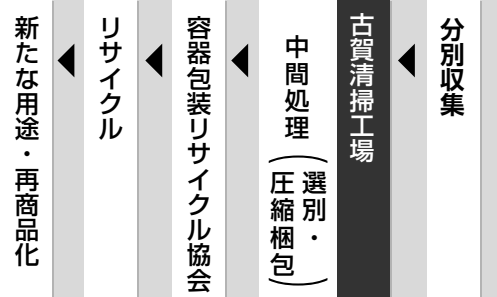 分別収集
古賀清掃工場
中間処理(選別・
圧縮梱包)
容器包装リサイクル協会
リサイクル
新たな用途・再商品化